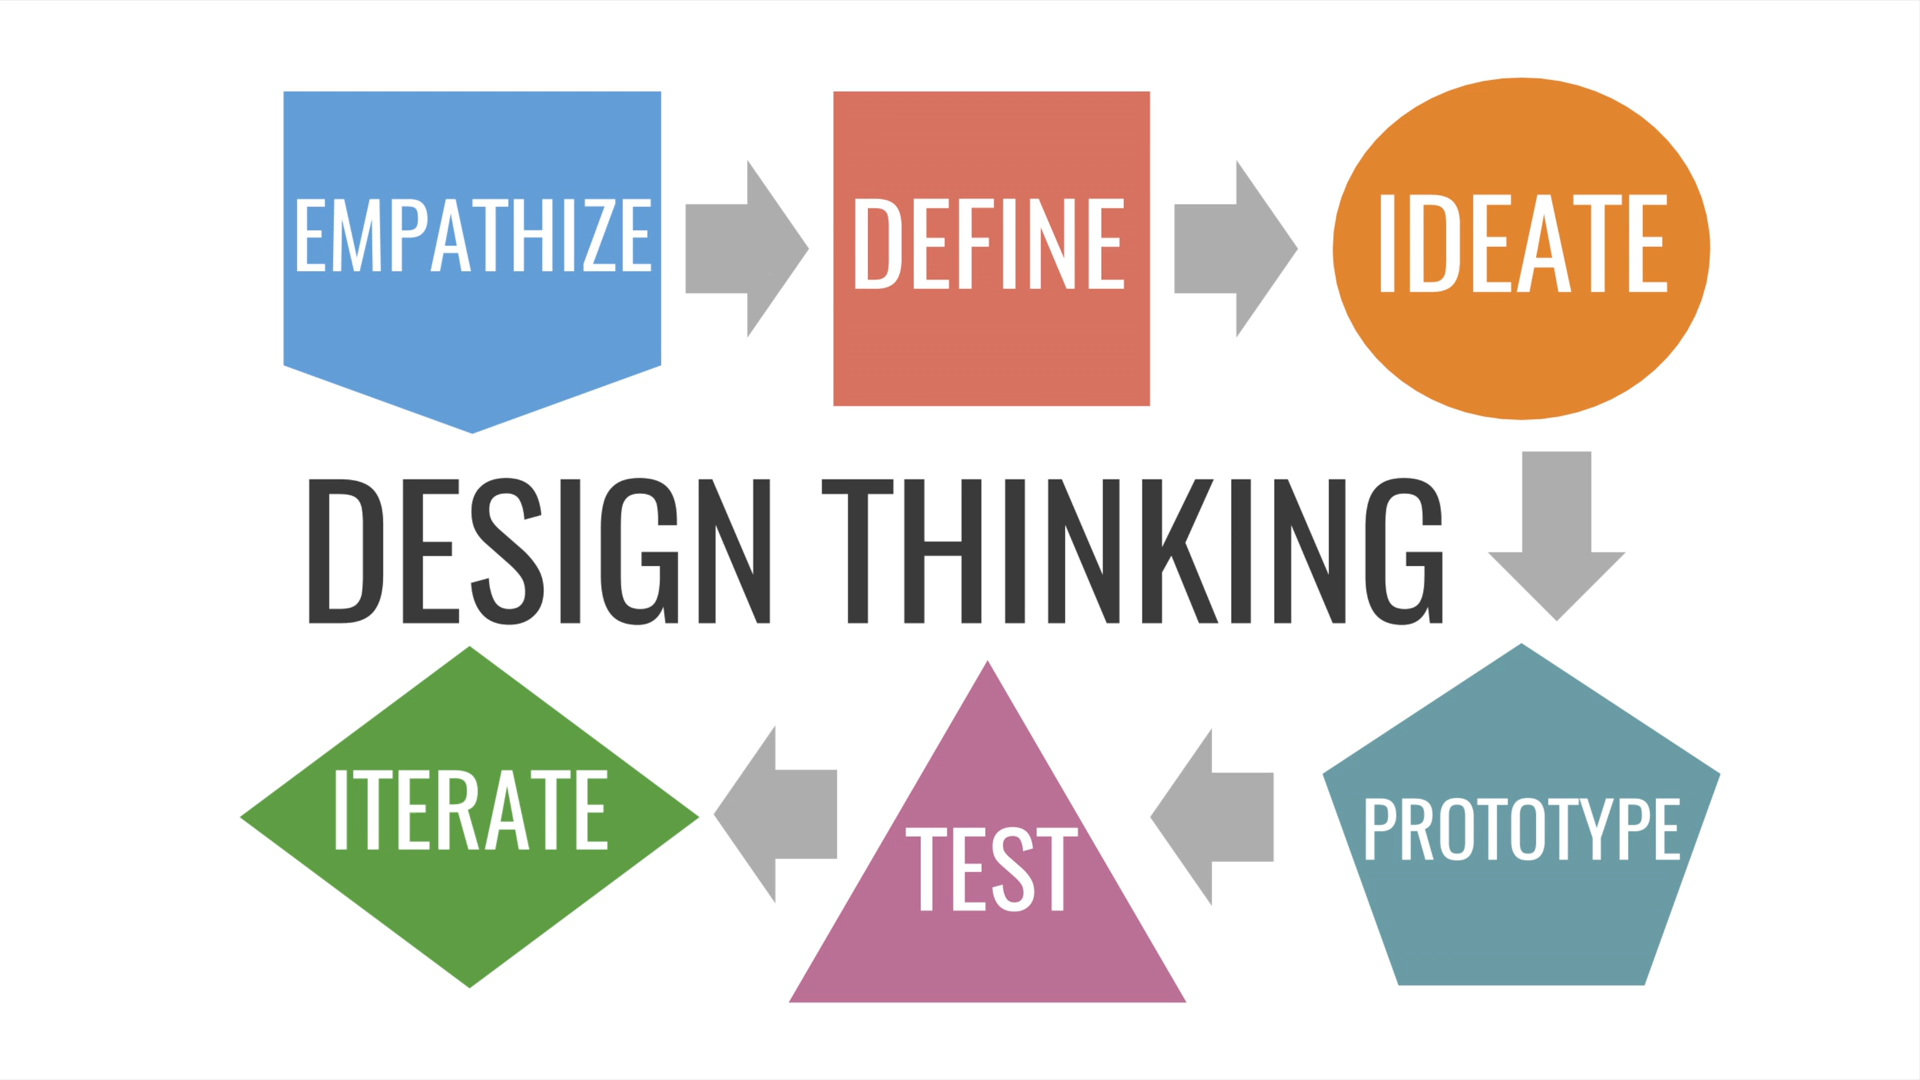 EMPATHIZE
DEFINE
IDEATE
DESIGN THINKING
ITERATE
TEST
PROTOTYPE